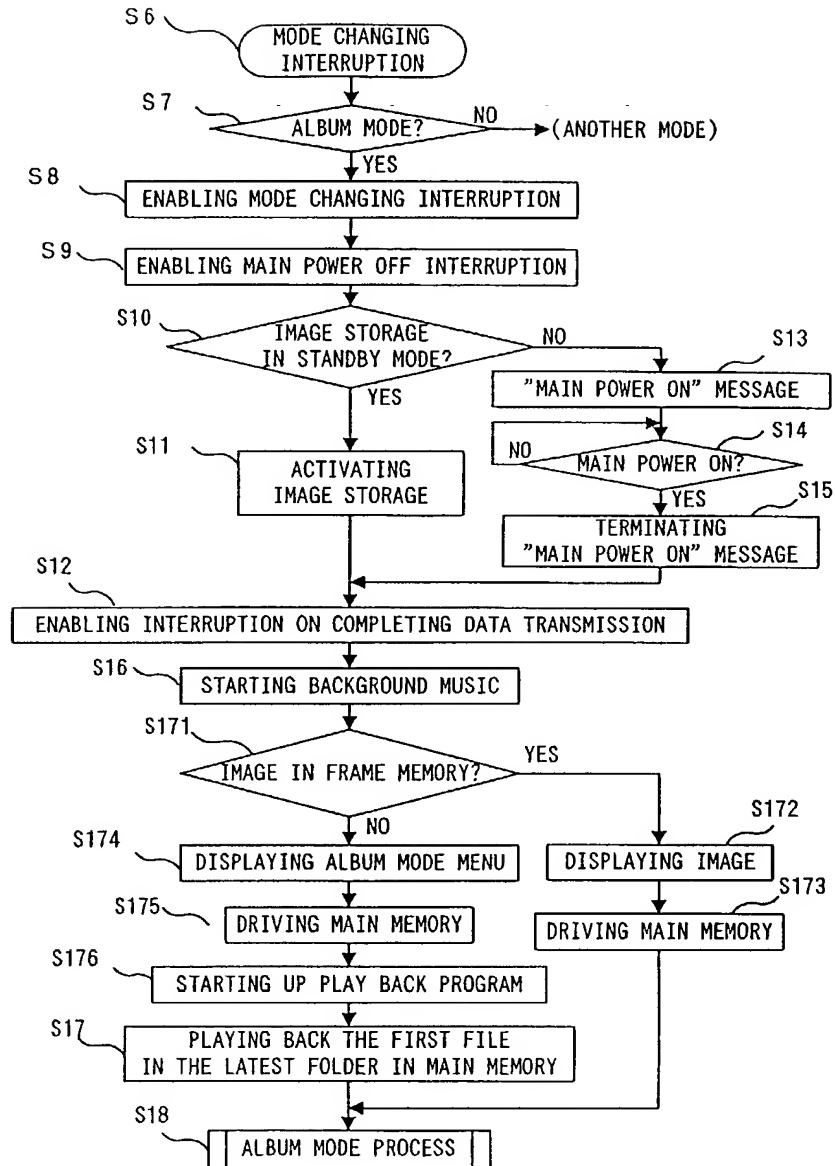 S6
MODE CHANGING
INTERRUPTION
S7
ALBUM MODE?
NO
(ANOTHER MODE)
YES
S8
ENABLING MODE CHANGING INTERRUPTION
S9
ENABLING MAIN POWER OFF INTERRUPTION
S10
IMAGE STORAGE
IN STANDBY MODE?
NO
YES
S13
"MAIN POWER ON" MESSAGE
S14
NO
MAIN POWER ON?
YES
S11
ACTIVATING
IMAGE STORAGE
S15
TERMINATING
"MAIN POWER ON" MESSAGE
S12
ENABLING INTERRUPTION ON COMPLETING DATA TRANSMISSION
S16
STARTING BACKGROUND MUSIC
S171
IMAGE IN FRAME MEMORY?
YES
NO
S174
DISPLAYING ALBUM MODE MENU
S172
DISPLAYING IMAGE
S175
DRIVING MAIN MEMORY
S173
DRIVING MAIN MEMORY
S176
STARTING UP PLAY BACK PROGRAM
S17
PLAYING BACK THE FIRST FILE
IN THE LATEST FOLDER IN MAIN MEMORY
S18
ALBUM MODE PROCESS